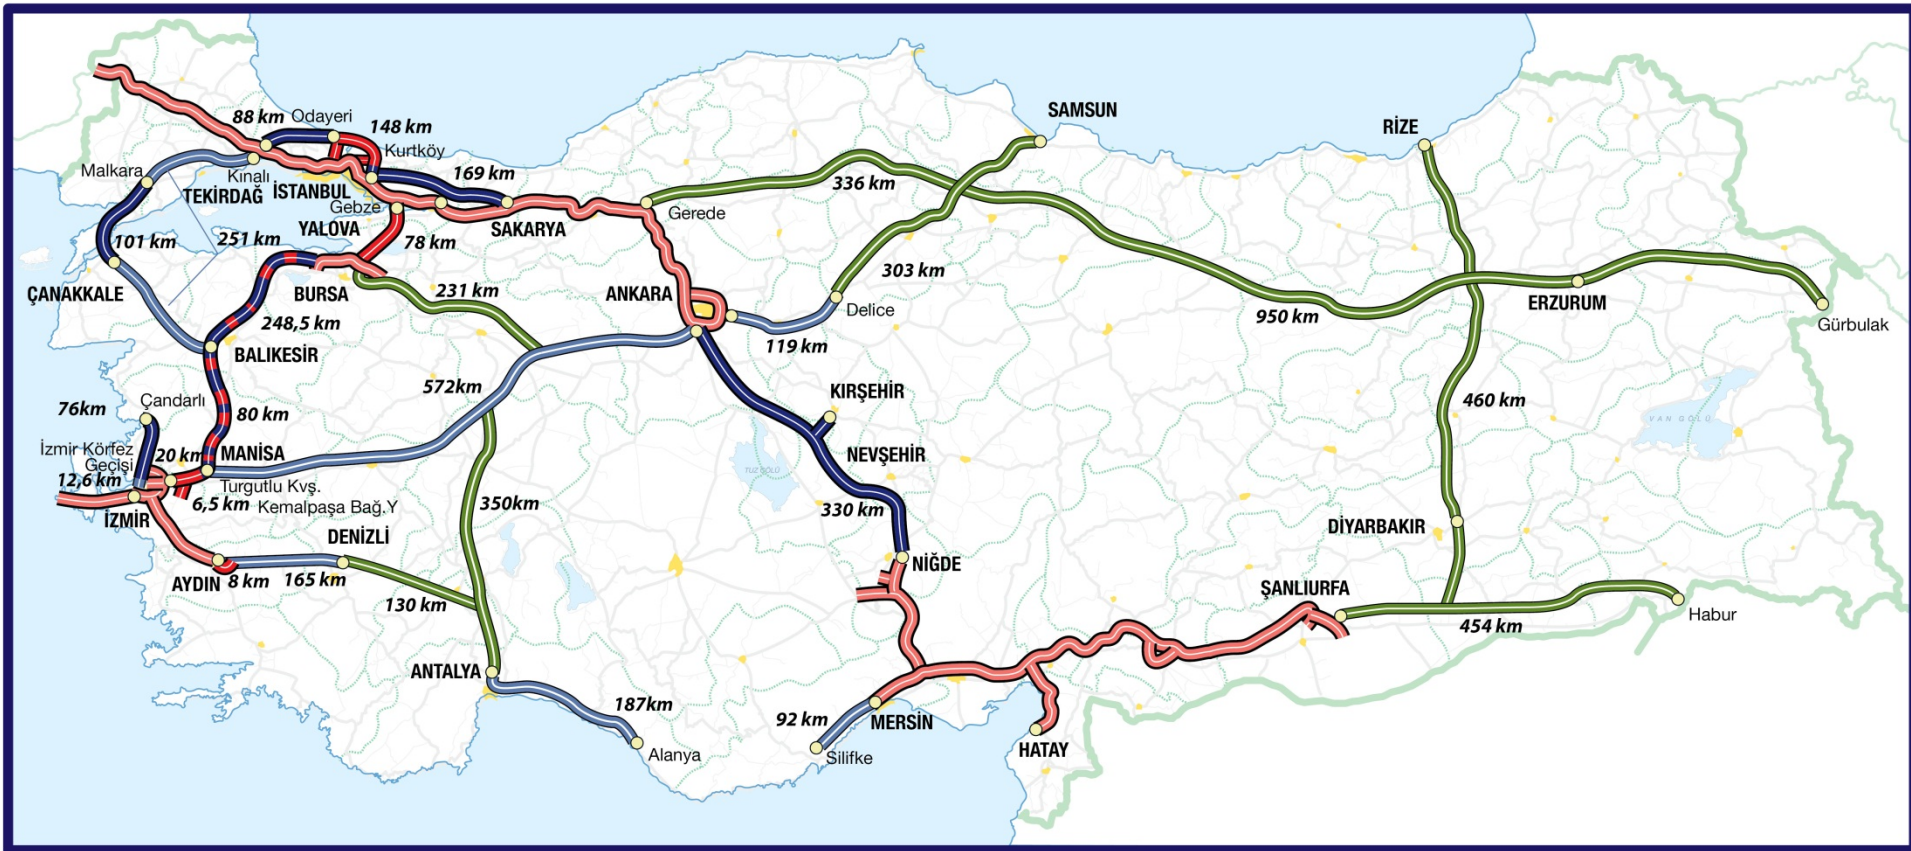 88 km
Odayeri
148 km
Kurtköy
SAMSUN
RİZE
Malkara
Kınalı
169 km
336 km
TEKİRDAĞ
İSTANBUL
Gebze
Gerede
YALOVA
SAKARYA
101 km
251 km
78 km
303 km
ÇANAKKALE
BURSA
231 km
ANKARA
ERZURUM
950 km
Delice
Gürbulak
248,5 km
119 km
BALIKESİR
572km
KIRŞEHİR
460 km
VAN GÖLÜ
76km
Çandarlı
80 km
İzmir Körfez
Geçişi
20 km
MANİSA
NEVŞEHİR
TUZ GÖLÜ
12,6 km
Turgutlu Kvş.
6,5 km
Kemalpaşa Bağ.Y
350km
330 km
İZMİR
DİYARBAKIR
DENİZLİ
NİĞDE
AYDIN
8 km
165 km
130 km
ŞANLIURFA
Habur
454 km
ANTALYA
187km
92 km
MERSİN
Alanya
Silifke
HATAY